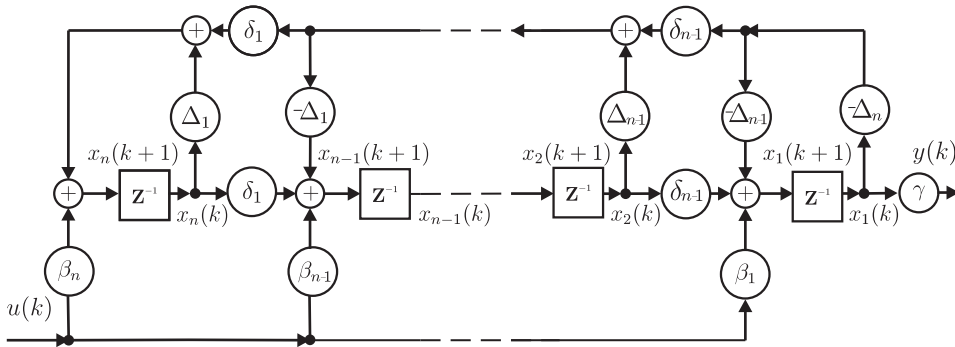 + δ₁ + δₙ₋₁
Δ₁ -Δ₁ Δₙ₋₁ -Δₙ₋₁ -Δₙ
xₙ(k+1) xₙ₋₁(k+1) x₂(k+1) x₁(k+1) y(k)
+ z⁻¹ δ₁ + z⁻¹ z⁻¹ δₙ₋₁ + z⁻¹ γ
xₙ(k) xₙ₋₁(k) x₂(k) x₁(k)
βₙ βₙ₋₁ β₁
u(k)